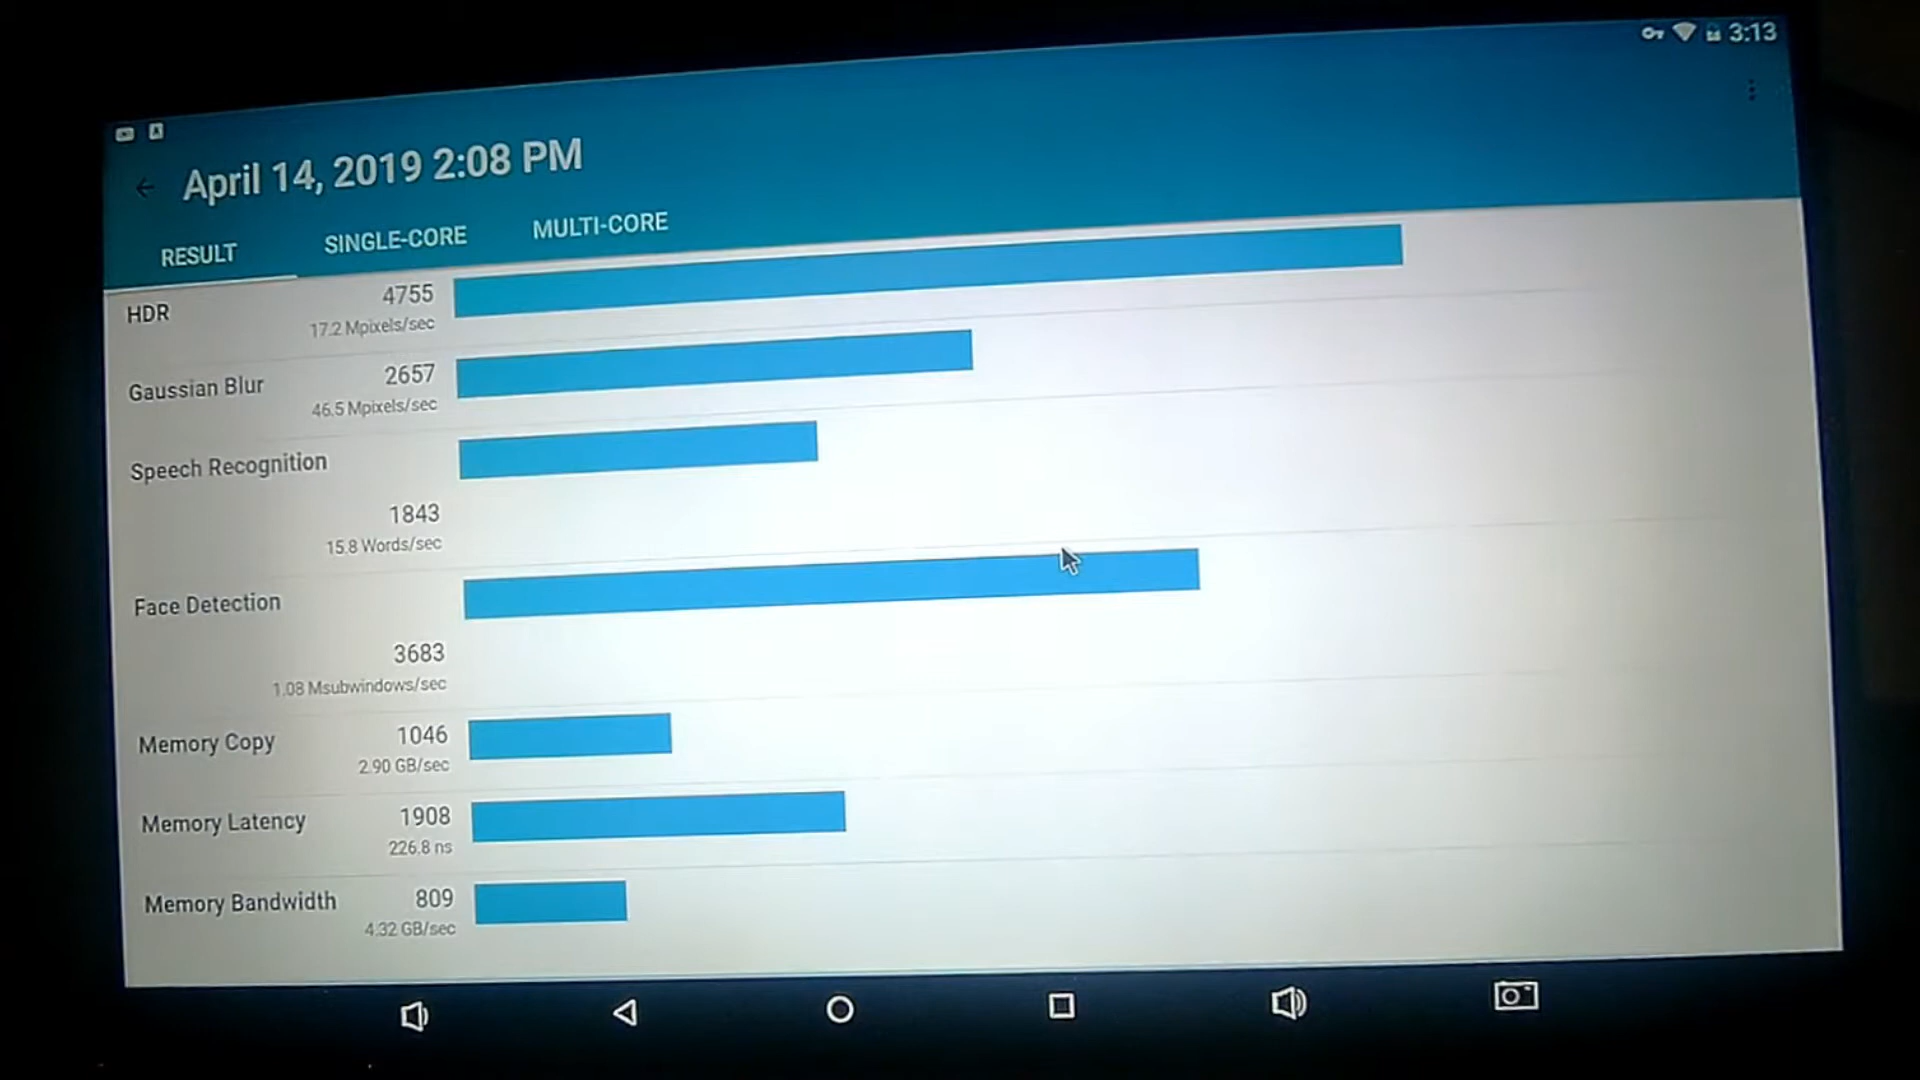 3:13
April 14, 2019 2:08 PM
RESULT SINGLE-CORE MULTI-CORE
HDR 4755
17.2 Mpixels/sec
Gaussian Blur 2657
46.5 Mpixels/sec
Speech Recognition
1843
15.8 Words/sec
Face Detection
3683
1.08 Msubwindows/sec
Memory Copy 1046
2.90 GB/sec
Memory Latency 1908
226.8 ns
Memory Bandwidth 809
4.32 GB/sec